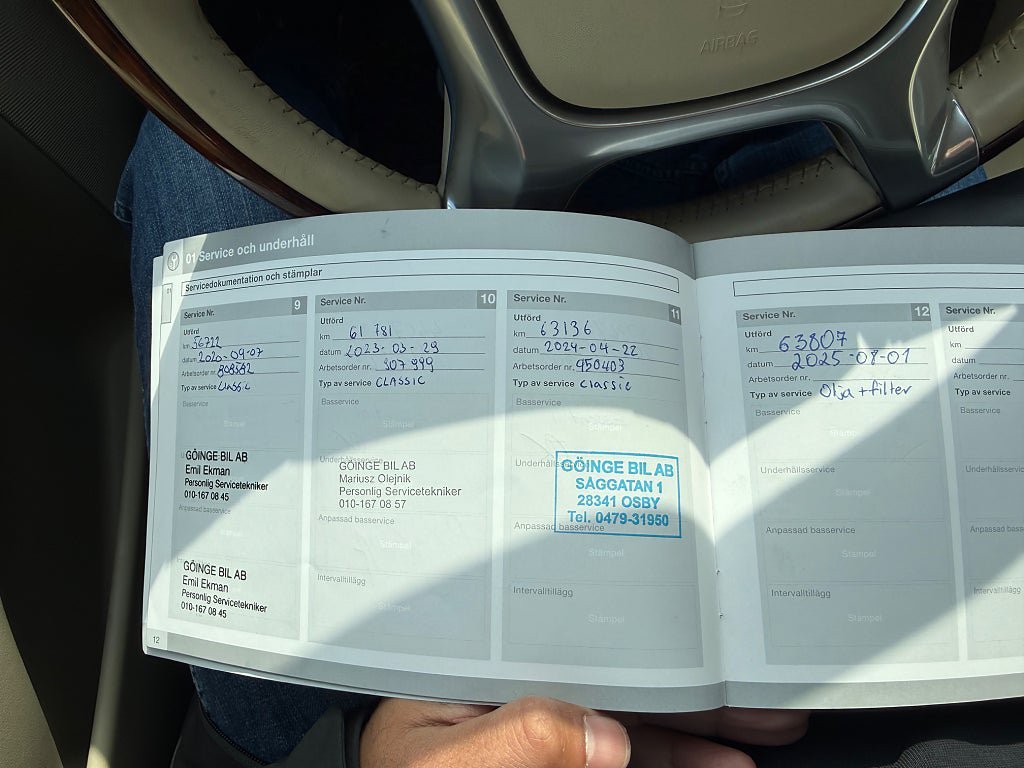 AIRBAG
01 Service och underhåll
Servicedokumentation och stämplar
01
Service Nr. 9
Utförd
km 56722
datum 2020-09-07
Arbetsorder nr. 808592
Typ av service Classic
Basservice
Stämpel
GÖINGE BIL AB
Emil Ekman
Personlig Servicetekniker
010-167 08 45
Anpassad basservice
Stämpel
GÖINGE BIL AB
Emil Ekman
Personlig Servicetekniker
010-167 08 45
12
Service Nr. 10
Utförd
km 61 781
datum 2023-03-29
Arbetsorder nr. 307999
Typ av service CLASSIC
Basservice
Stämpel
Underhållsservice
GÖINGE BIL AB
Mariusz Olejnik
Personlig Servicetekniker
010-167 08 57
Anpassad basservice
Stämpel
Intervalltillägg
Stämpel
Service Nr. 11
Utförd
km 63136
datum 2024-04-22
Arbetsorder nr. 950403
Typ av service classic
Basservice
Stämpel
Underhållsservice
GÖINGE BIL AB
SÅGGATAN 1
28341 OSBY
Tel. 0479-31950
Anpassad basservice
Stämpel
Intervalltillägg
Stämpel
Service Nr. 12
Utförd
km 63807
datum 2025-08-01
Arbetsorder nr.
Typ av service Olja + filter
Basservice
Stämpel
Underhållsservice
Anpassad basservice
Stämpel
Intervalltillägg
Stämpel
Service Nr.
Utförd
km
datum
Arbetsorder nr.
Typ av service
Basservice
Underhållsservice
Anpassad basservice
Intervalltillägg